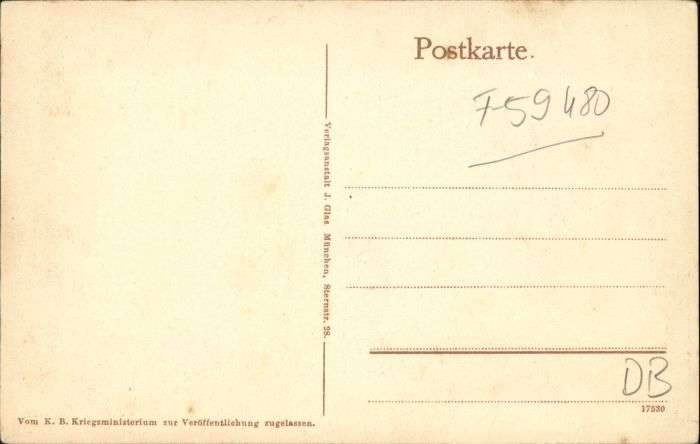 Postkarte.
F59480
Verlagsanstalt J. Glas München, Sternstr. 28.
DB
17530
Vom K. B. Kriegsministerium zur Veröffentlichung zugelassen.